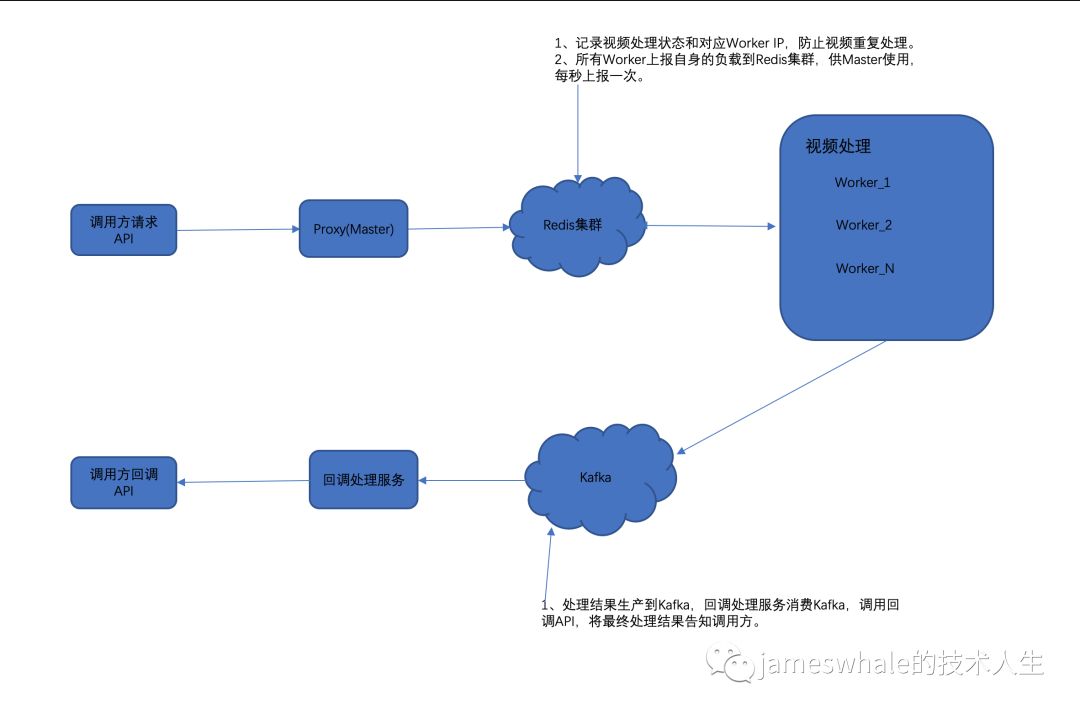 1、记录视频处理状态和对应Worker IP，防止视频重复处理。
2、所有Worker上报自身的负载到Redis集群，供Master使用，
每秒上报一次。
视频处理
Worker_1
调用方请求
API
Proxy(Master)
Redis集群
Worker_2
Worker_N
调用方回调
API
回调处理服务
Kafka
1、处理结果生产到Kafka，回调处理服务消费Kafka，调用回
调API，将最终处理结果告知调用方。
jameswhale的技术人生